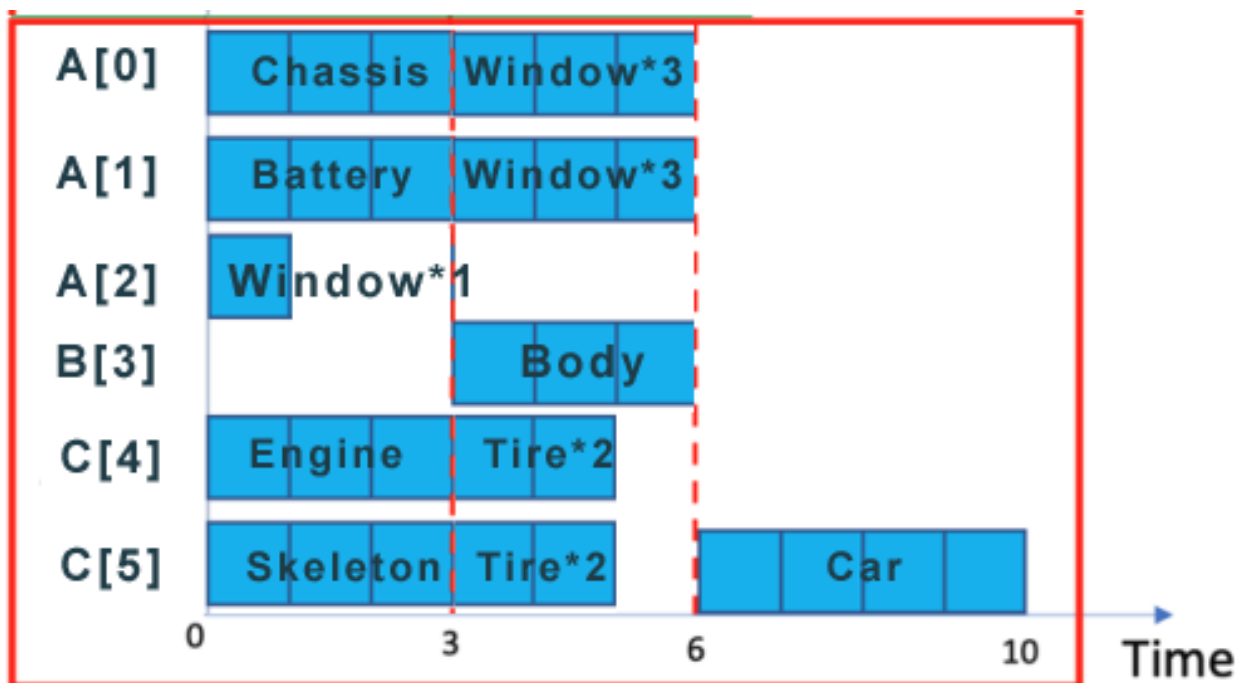 A[0] Chassis Window*3
A[1] Battery Window*3
A[2] Window*1
B[3] Body
C[4] Engine Tire*2
C[5] Skeleton Tire*2 Car
0 3 6 10 Time